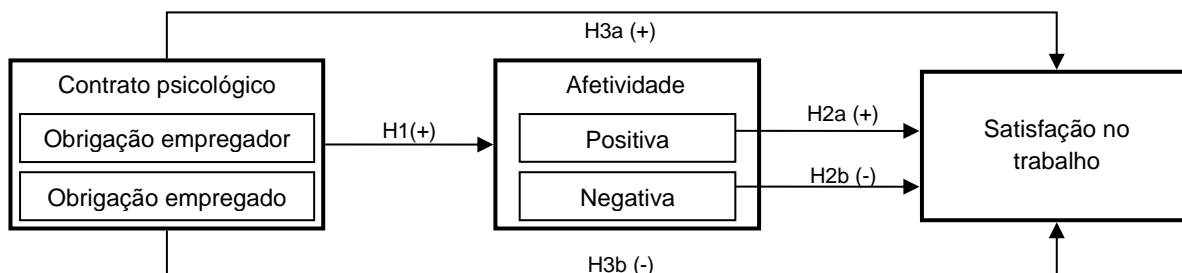 H3a (+)
Contrato psicológico
Obrigação empregador
Obrigação empregado
H1(+)
Afetividade
Positiva
Negativa
H2a (+)
H2b (-)
Satisfação no
trabalho
H3b (-)